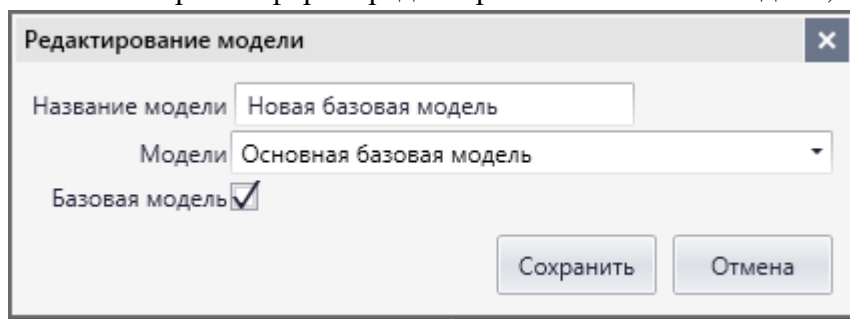 Редактирование модели
Название модели Новая базовая модель
Модели Основная базовая модель
Базовая модель
Сохранить Отмена